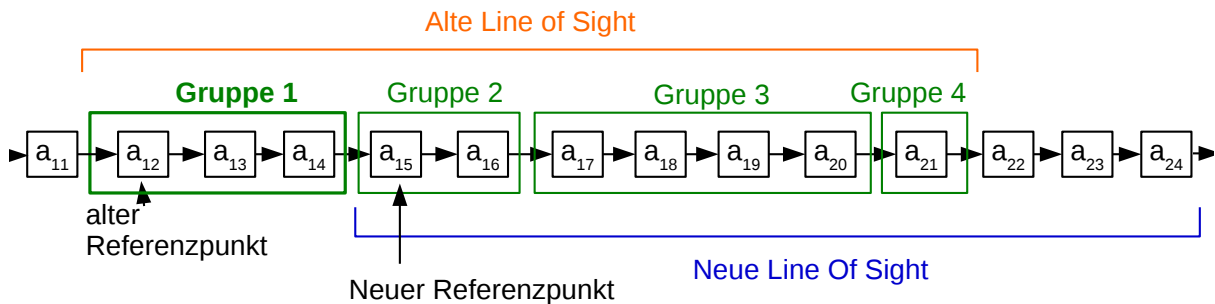 Alte Line of Sight
Gruppe 1 Gruppe 2 Gruppe 3 Gruppe 4
a11 a12 a13 a14 a15 a16 a17 a18 a19 a20 a21 a22 a23 a24
alter
Referenzpunkt
Neue Line Of Sight
Neuer Referenzpunkt